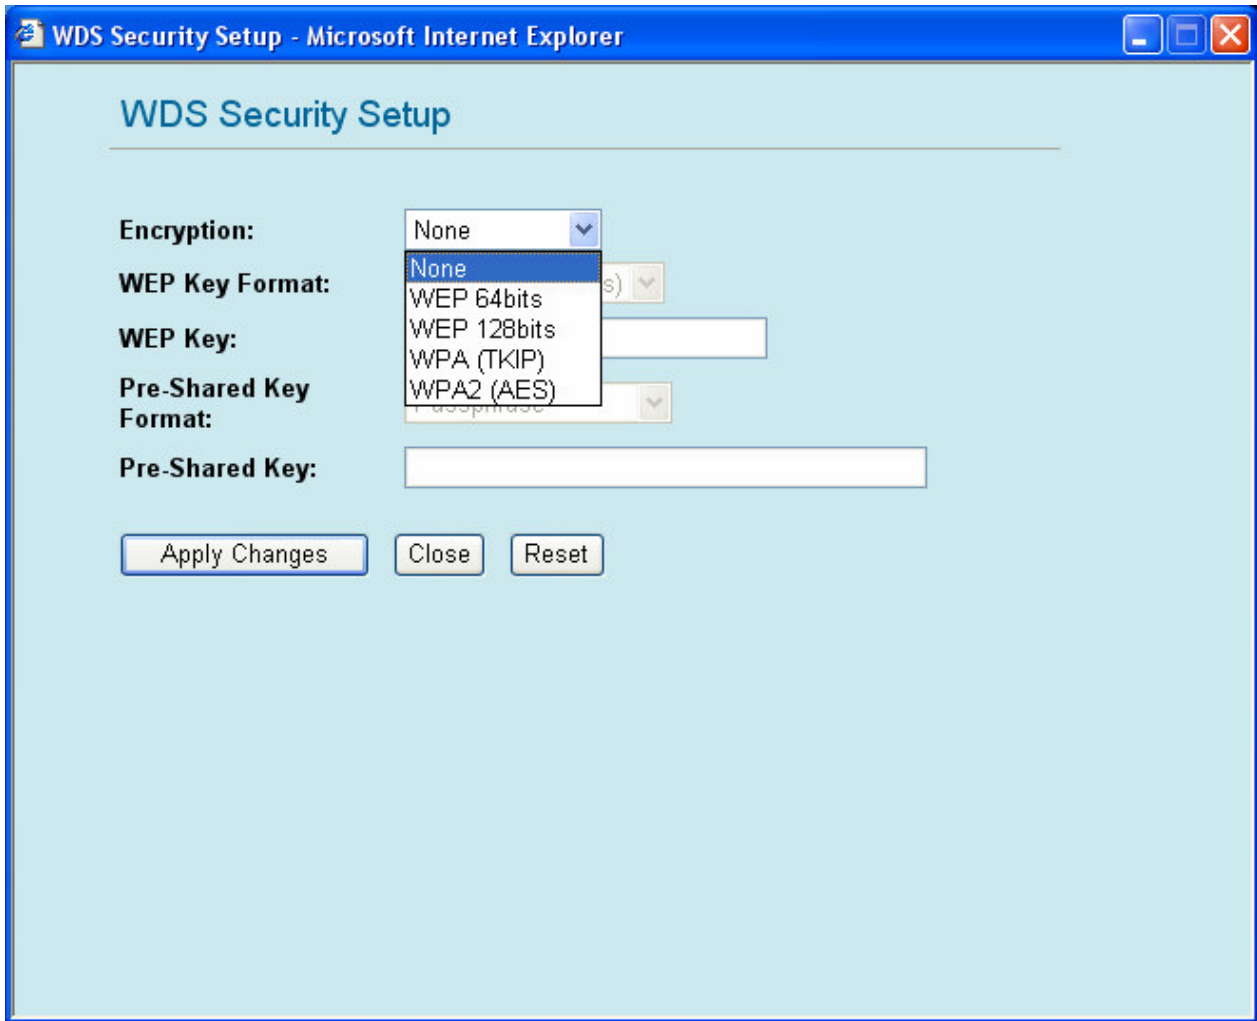 WDS Security Setup - Microsoft Internet Explorer
WDS Security Setup
Encryption: None
None
WEP 64bits
WEP 128bits
WPA (TKIP)
WPA2 (AES)
WEP Key Format: s)
WEP Key:
Pre-Shared Key
Format:
Pre-Shared Key:
Apply Changes Close Reset